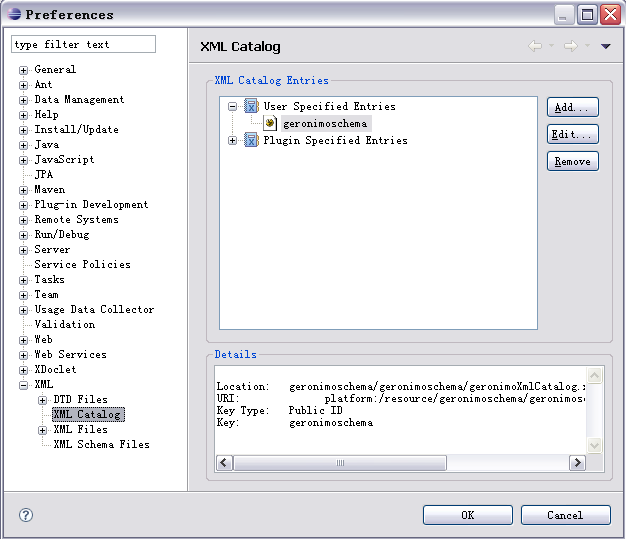 Preferences
type filter text
General
Ant
Data Management
Help
Install/Update
Java
JavaScript
JPA
Maven
Plug-in Development
Remote Systems
Run/Debug
Server
Service Policies
Tasks
Team
Usage Data Collector
Validation
Web
Web Services
XDoclet
XML
DTD Files
XML Catalog
XML Files
XML Schema Files
XML Catalog
XML Catalog Entries
User Specified Entries
geronimoschema
Plugin Specified Entries
Add...
Edit...
Remove
Details
Location: geronimoschema/geronimoschema/geronimoXmlCatalog.x
URI: platform:/resource/geronimoschema/geronimos
Key Type: Public ID
Key: geronimoschema
OK
Cancel